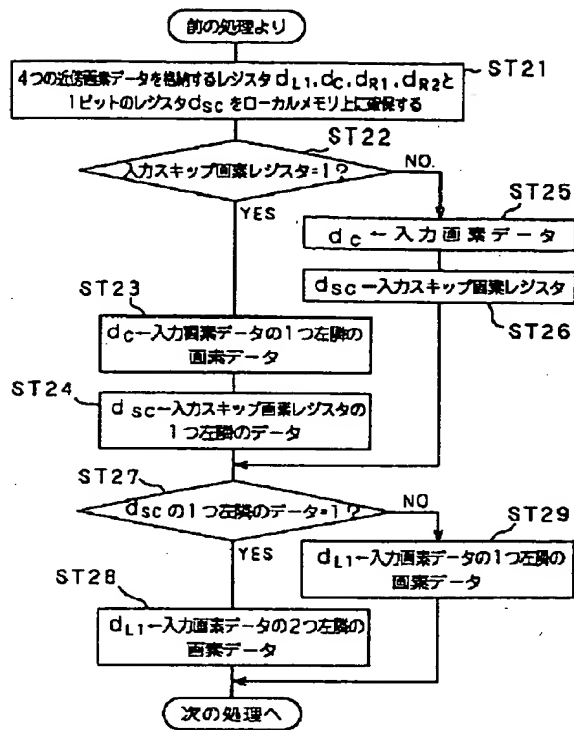 前の処理より
ST21
4つの近傍画素データを格納するレジスタdL1,dC,dR1,dR2と
1ビットのレジスタdSCをローカルメモリ上に確保する
ST22
入力スキップ画素レジスタ=1?
NO
YES
ST25
dC←入力画素データ
dSC←入力スキップ画素レジスタ
ST26
ST23
dC←入力画素データの1つ左隣の
画素データ
ST24
dSC←入力スキップ画素レジスタの
1つ左隣のデータ
ST27
dSCの1つ左隣のデータ=1?
NO
YES
ST29
dL1←入力画素データの1つ左隣の
画素データ
ST28
dL1←入力画素データの2つ左隣の
画素データ
次の処理へ